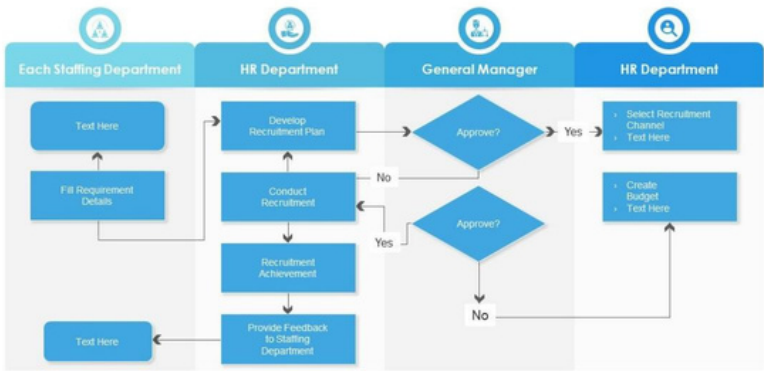 Each Staffing Department
HR Department
General Manager
HR Department
Text Here
Develop
Recruitment Plan
Approve?
Yes
› Select Recruitment
Channel
› Text Here
Fill Requirement
Details
Conduct
Recruitment
No
Approve?
› Create
Budget
› Text Here
Yes
Recruitment
Achievement
No
Text Here
Provide Feedback
to Staffing
Department